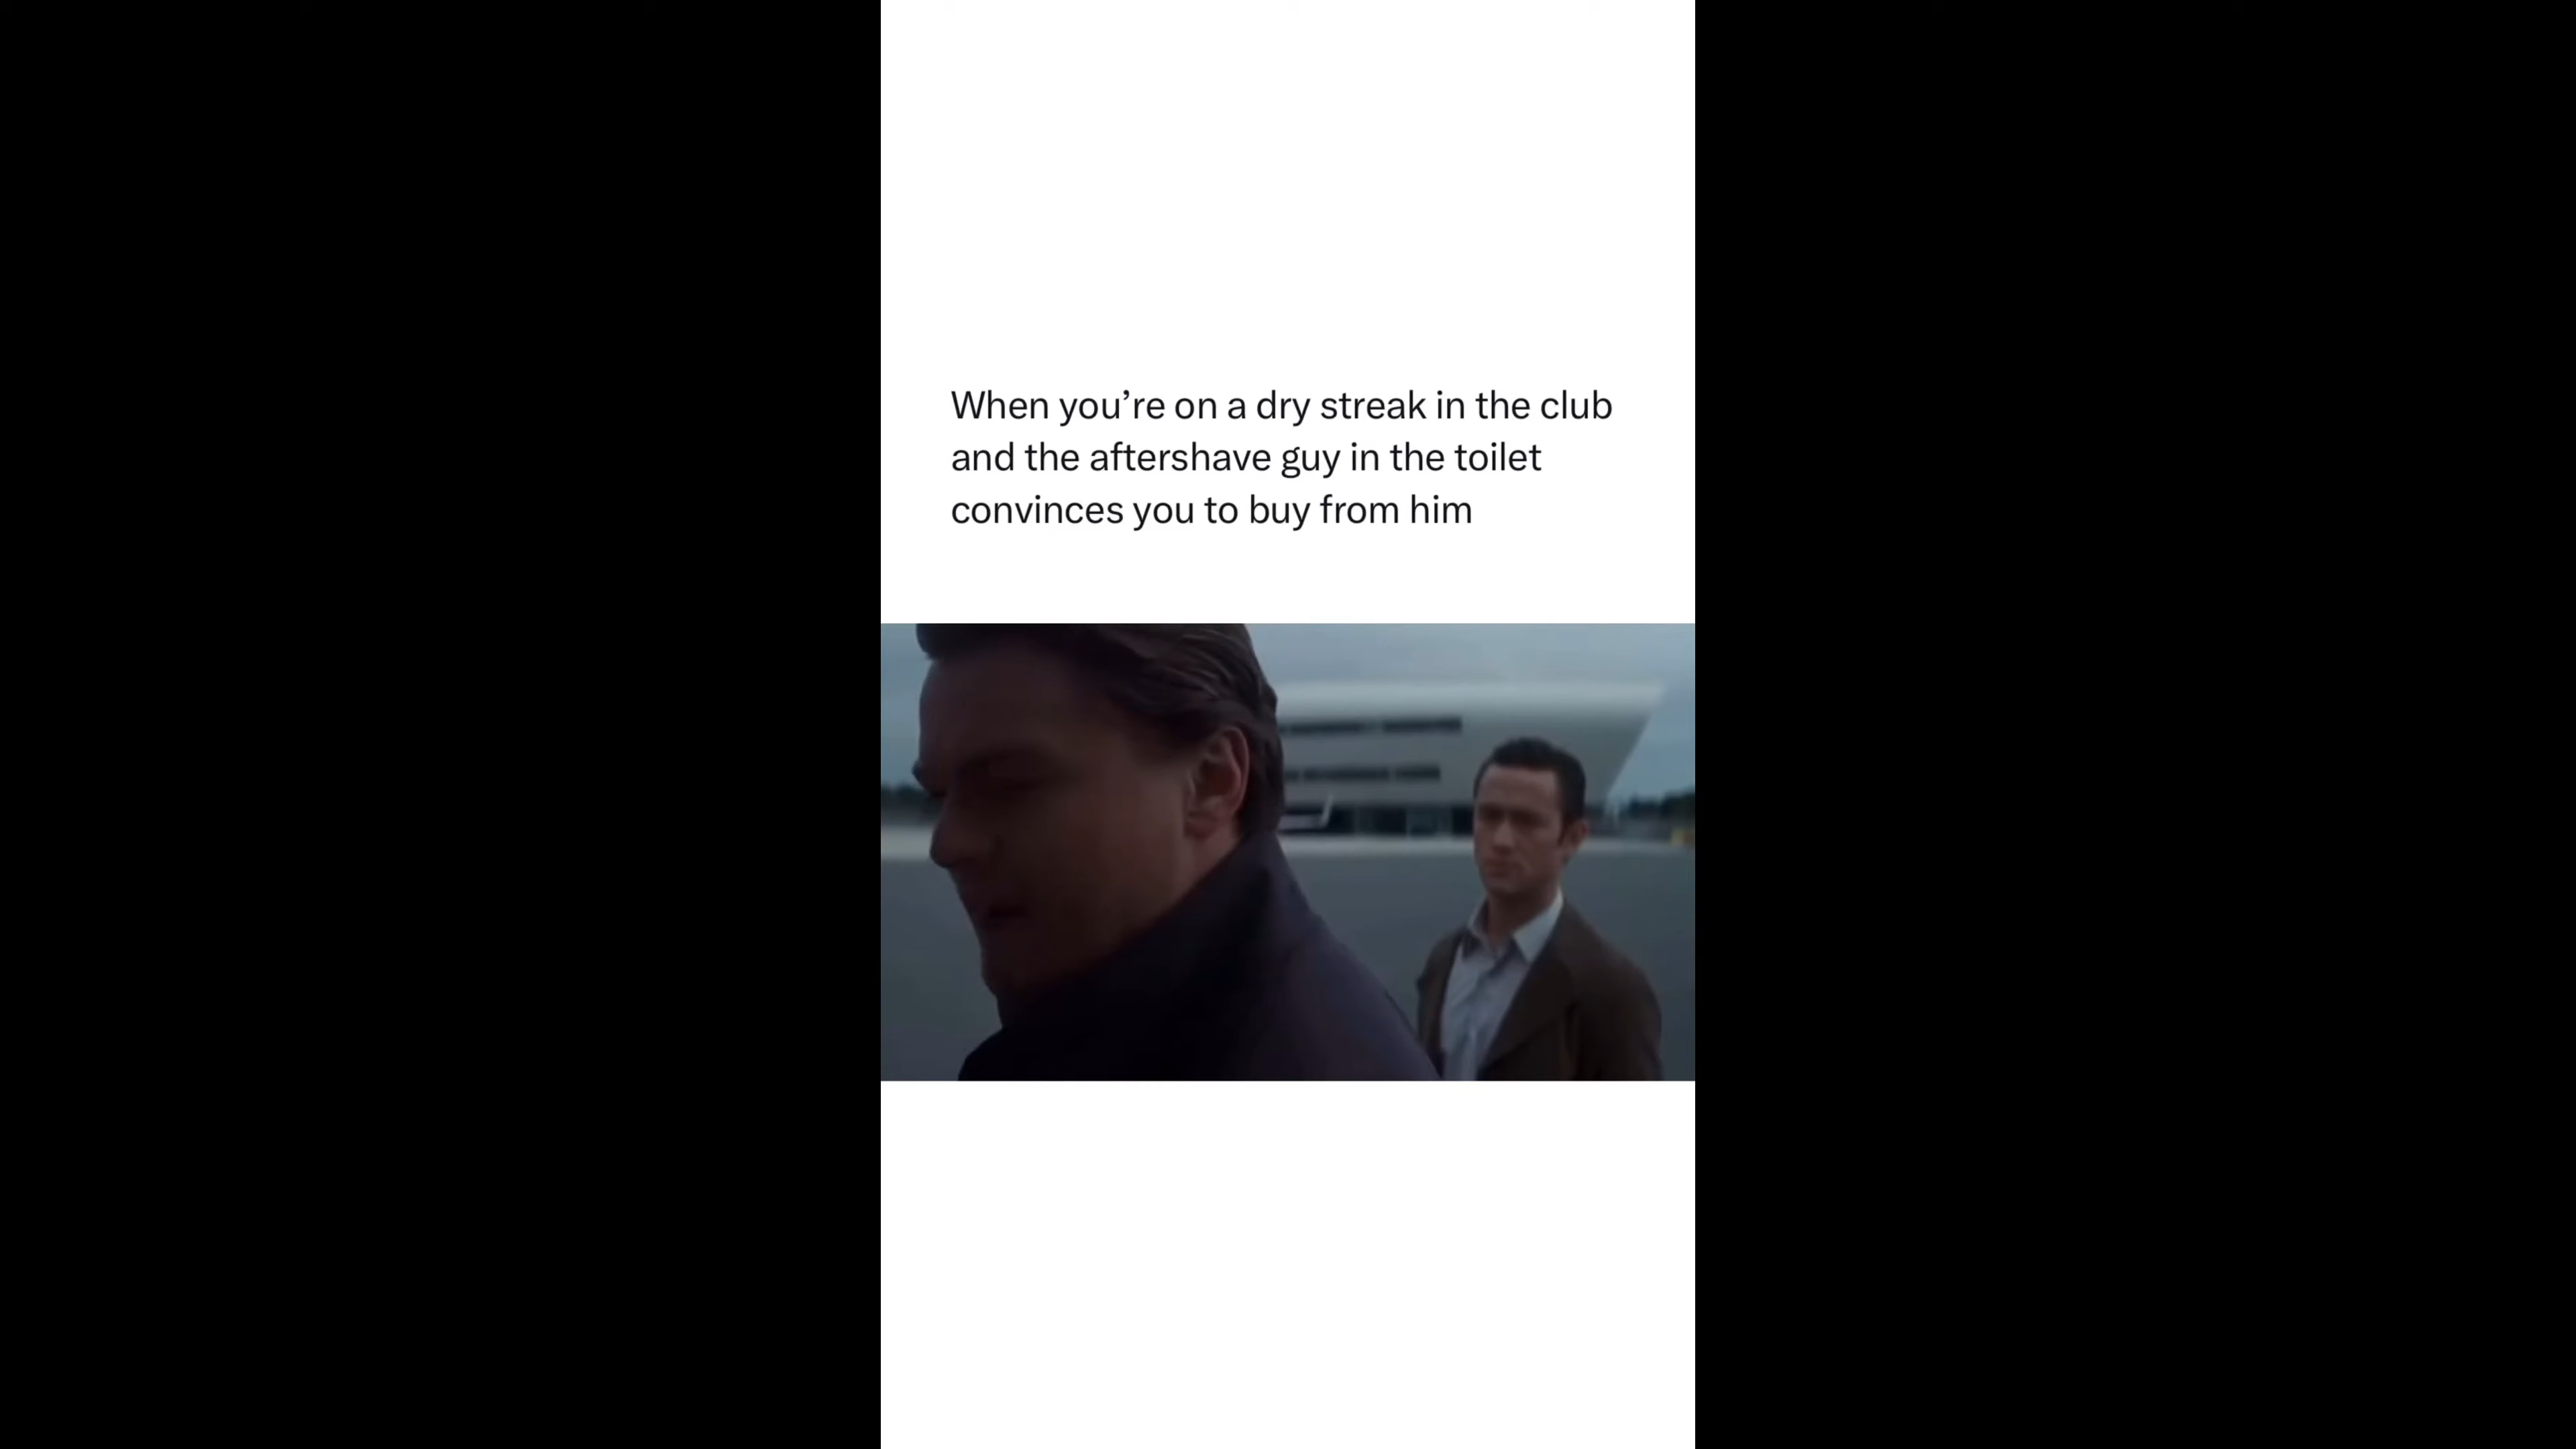 When you’re on a dry streak in the club
and the aftershave guy in the toilet
convinces you to buy from him